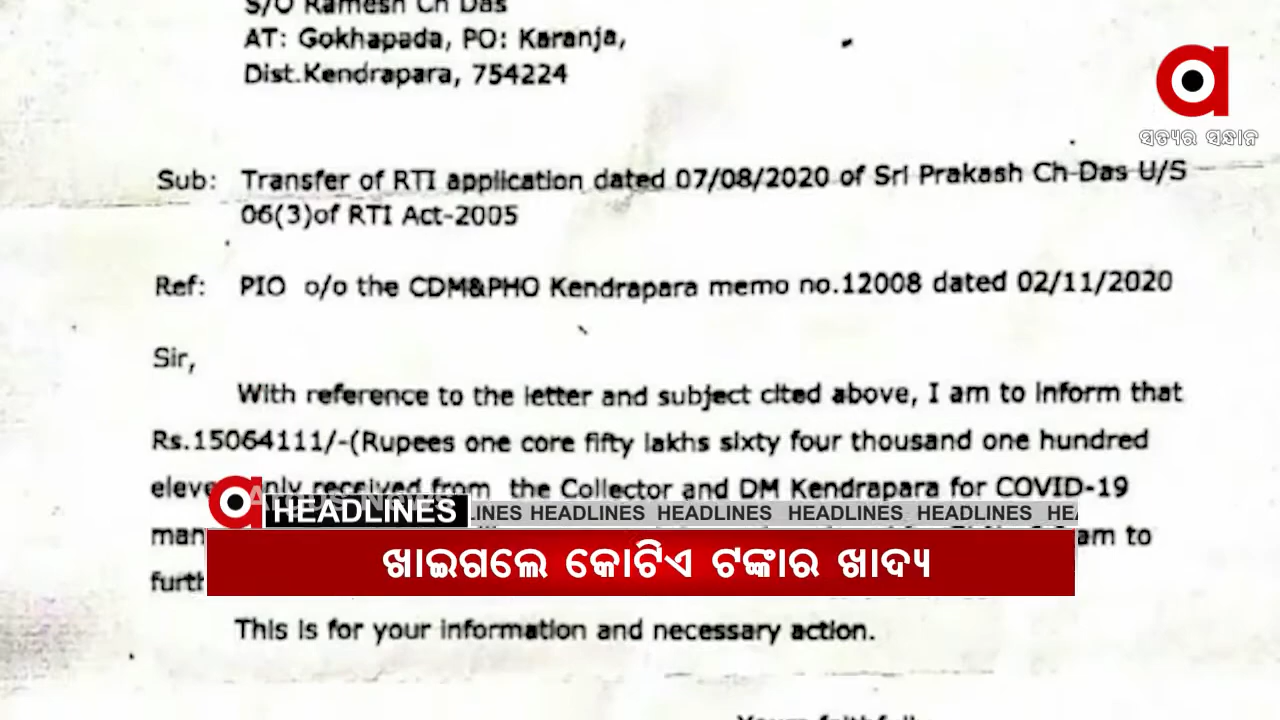 S/O Ramesh Ch Das
AT: Gokhapada, PO: Karanja,
Dist.Kendrapara, 754224
ସତ୍ୟର ସନ୍ଧାନ
Sub: Transfer of RTI application dated 07/08/2020 of Sri Prakash Ch Das U/S
06(3)of RTI Act-2005
Ref: PIO o/o the CDM&PHO Kendrapara memo no.12008 dated 02/11/2020
Sir,
With reference to the letter and subject cited above, I am to inform that
Rs.15064111/-(Rupees one core fifty lakhs sixty four thousand one hundred
received from the Collector and DM Kendrapara for COVID-19
am to
HEADLINES
HEADLINES HEADLINES HEADLINES HEADLINES
ଖାଇଗଲେ କୋଟିଏ ଟଙ୍କାର ଖାଦ୍ୟ
This is for your information and necessary action.